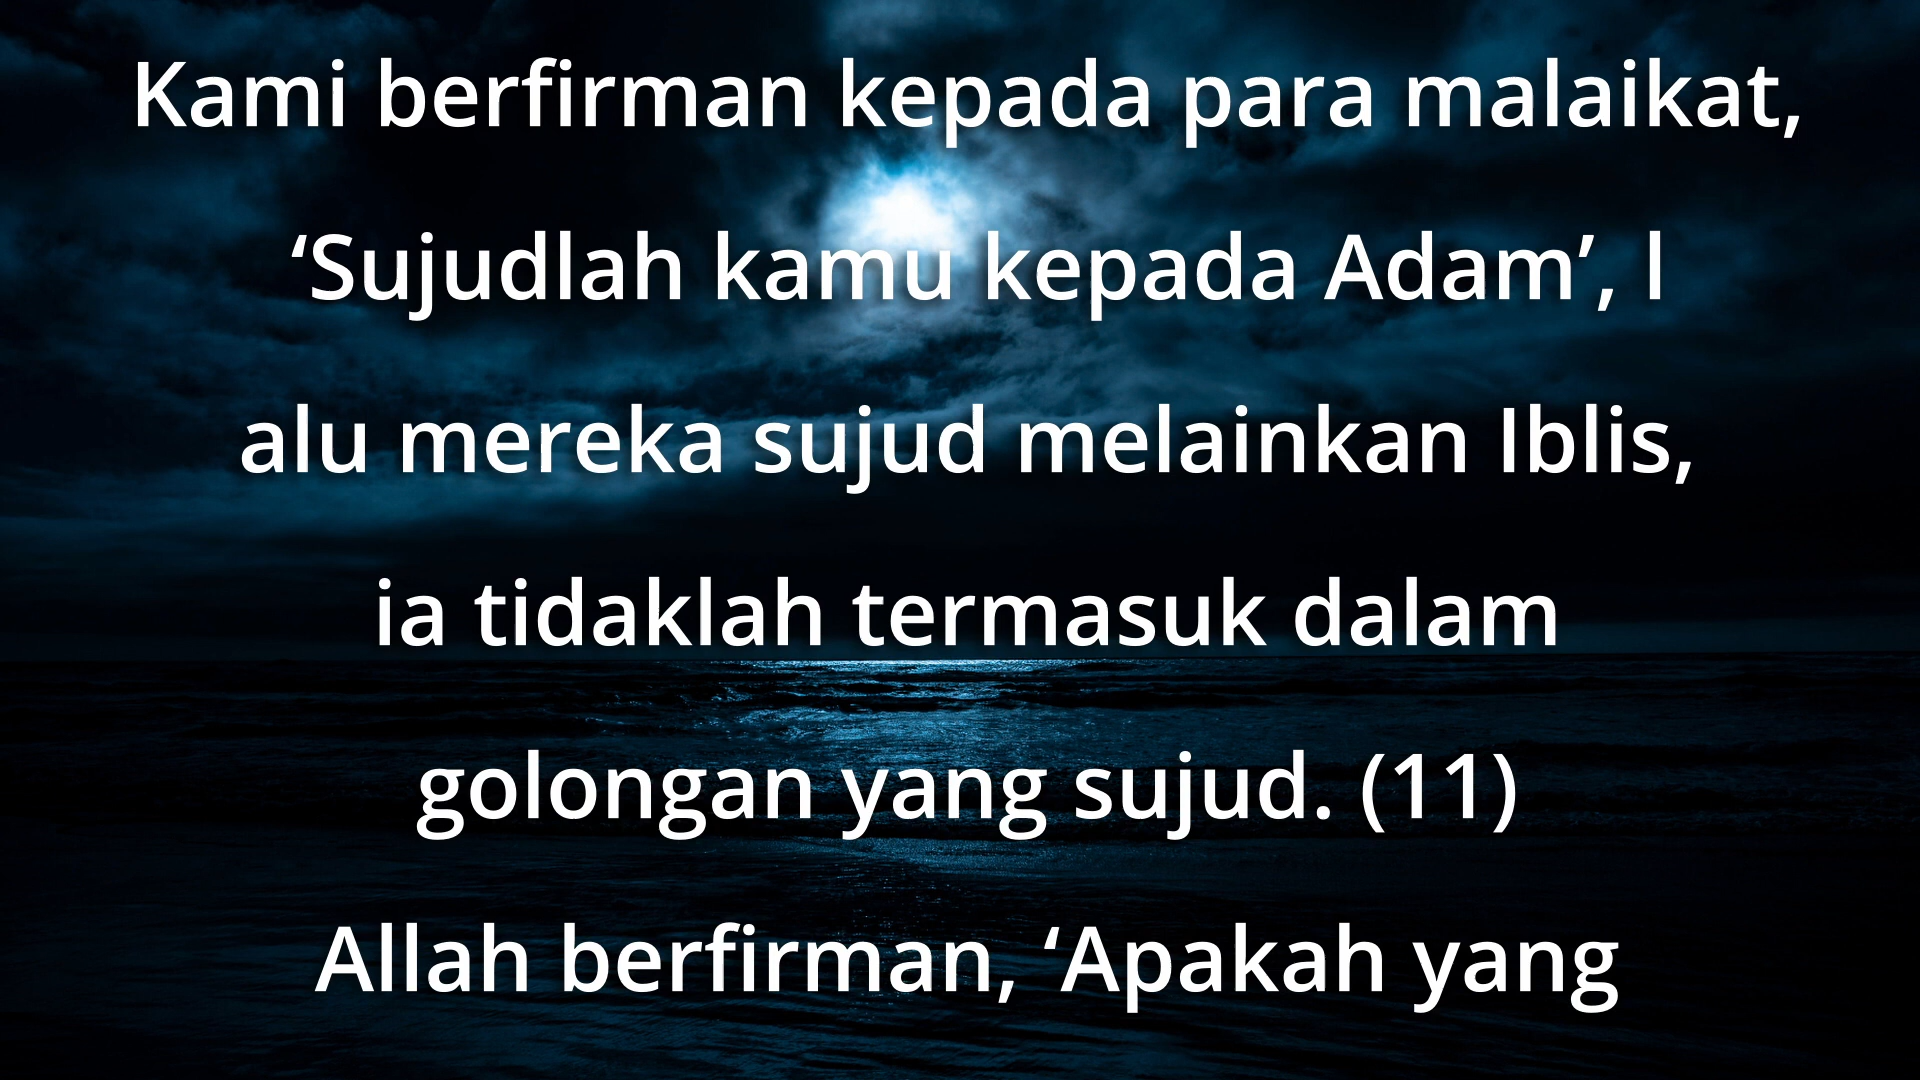 Kami berfirman kepada para malaikat,
‘Sujudlah kamu kepada Adam’, l
alu mereka sujud melainkan Iblis,
ia tidaklah termasuk dalam
golongan yang sujud. (11)
Allah berfirman, ‘Apakah yang